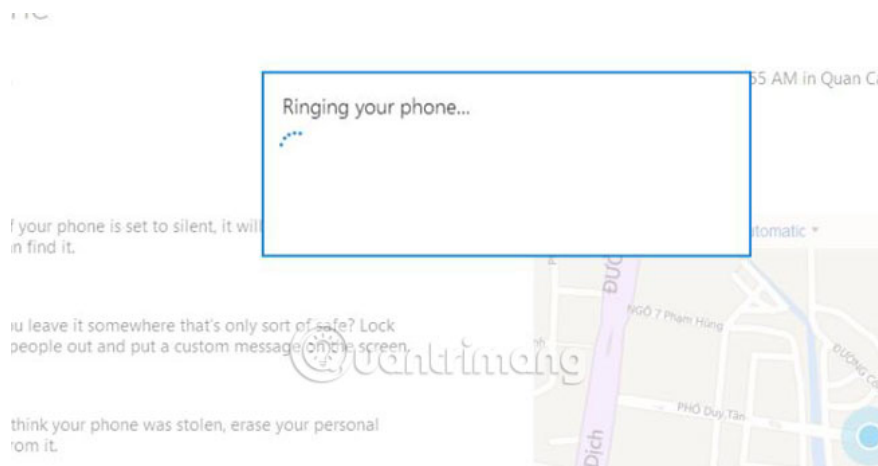 55 AM in Quan
Ringing your phone...
your phone is set to silent, it will
find it.
utomatic
ĐƯỜ
NGÕ 7 Phạm Hùng
u leave it somewhere that's only sort of safe? Lock
people out and put a custom message on the screen.
Quantrimang
ĐƯỜNG
PHỐ Duy Tân
think your phone was stolen, erase your personal
rom it.
Dịch